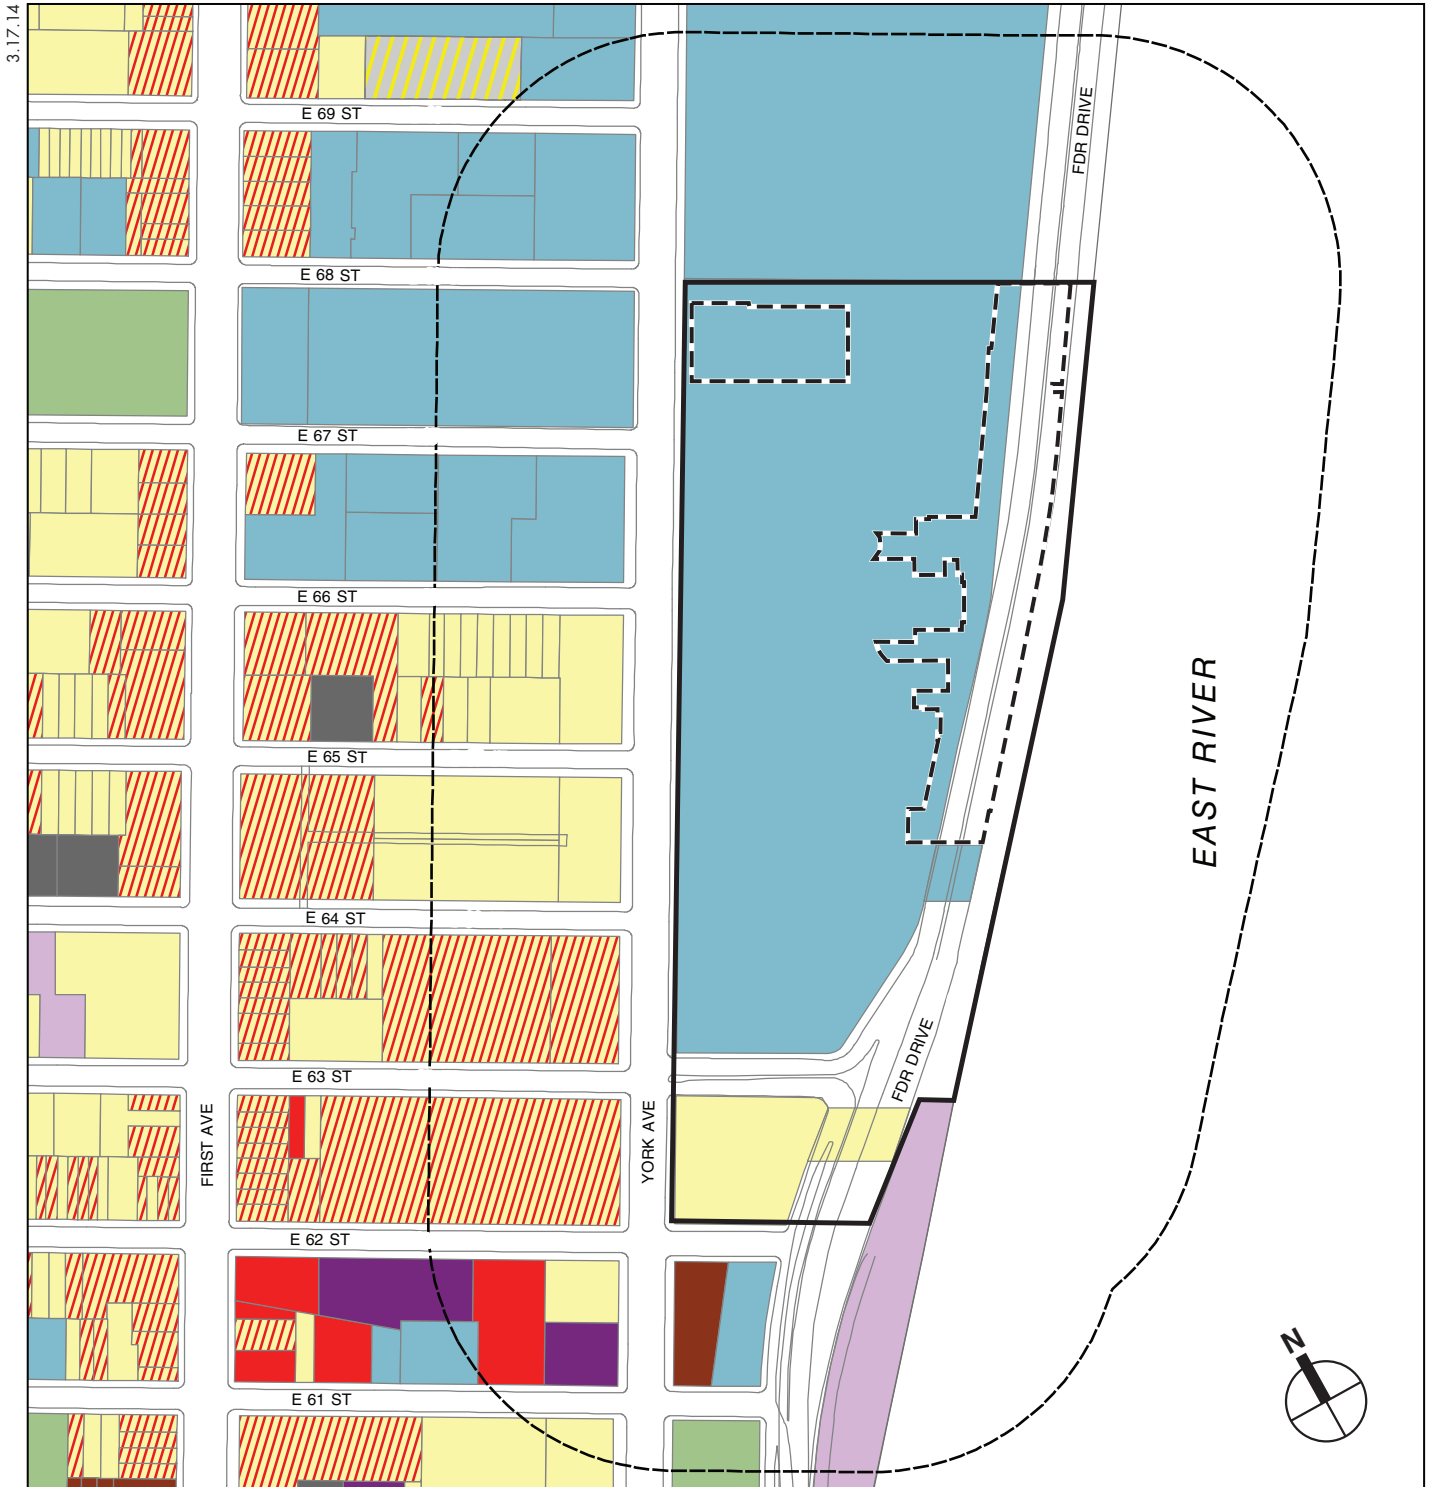 3.17.14
E 69 ST
FDR DRIVE
E 68 ST
E 67 ST
E 66 ST
EAST RIVER
E 65 ST
E 64 ST
FDR DRIVE
E 63 ST
FIRST AVE
YORK AVE
E 62 ST
N
E 61 ST